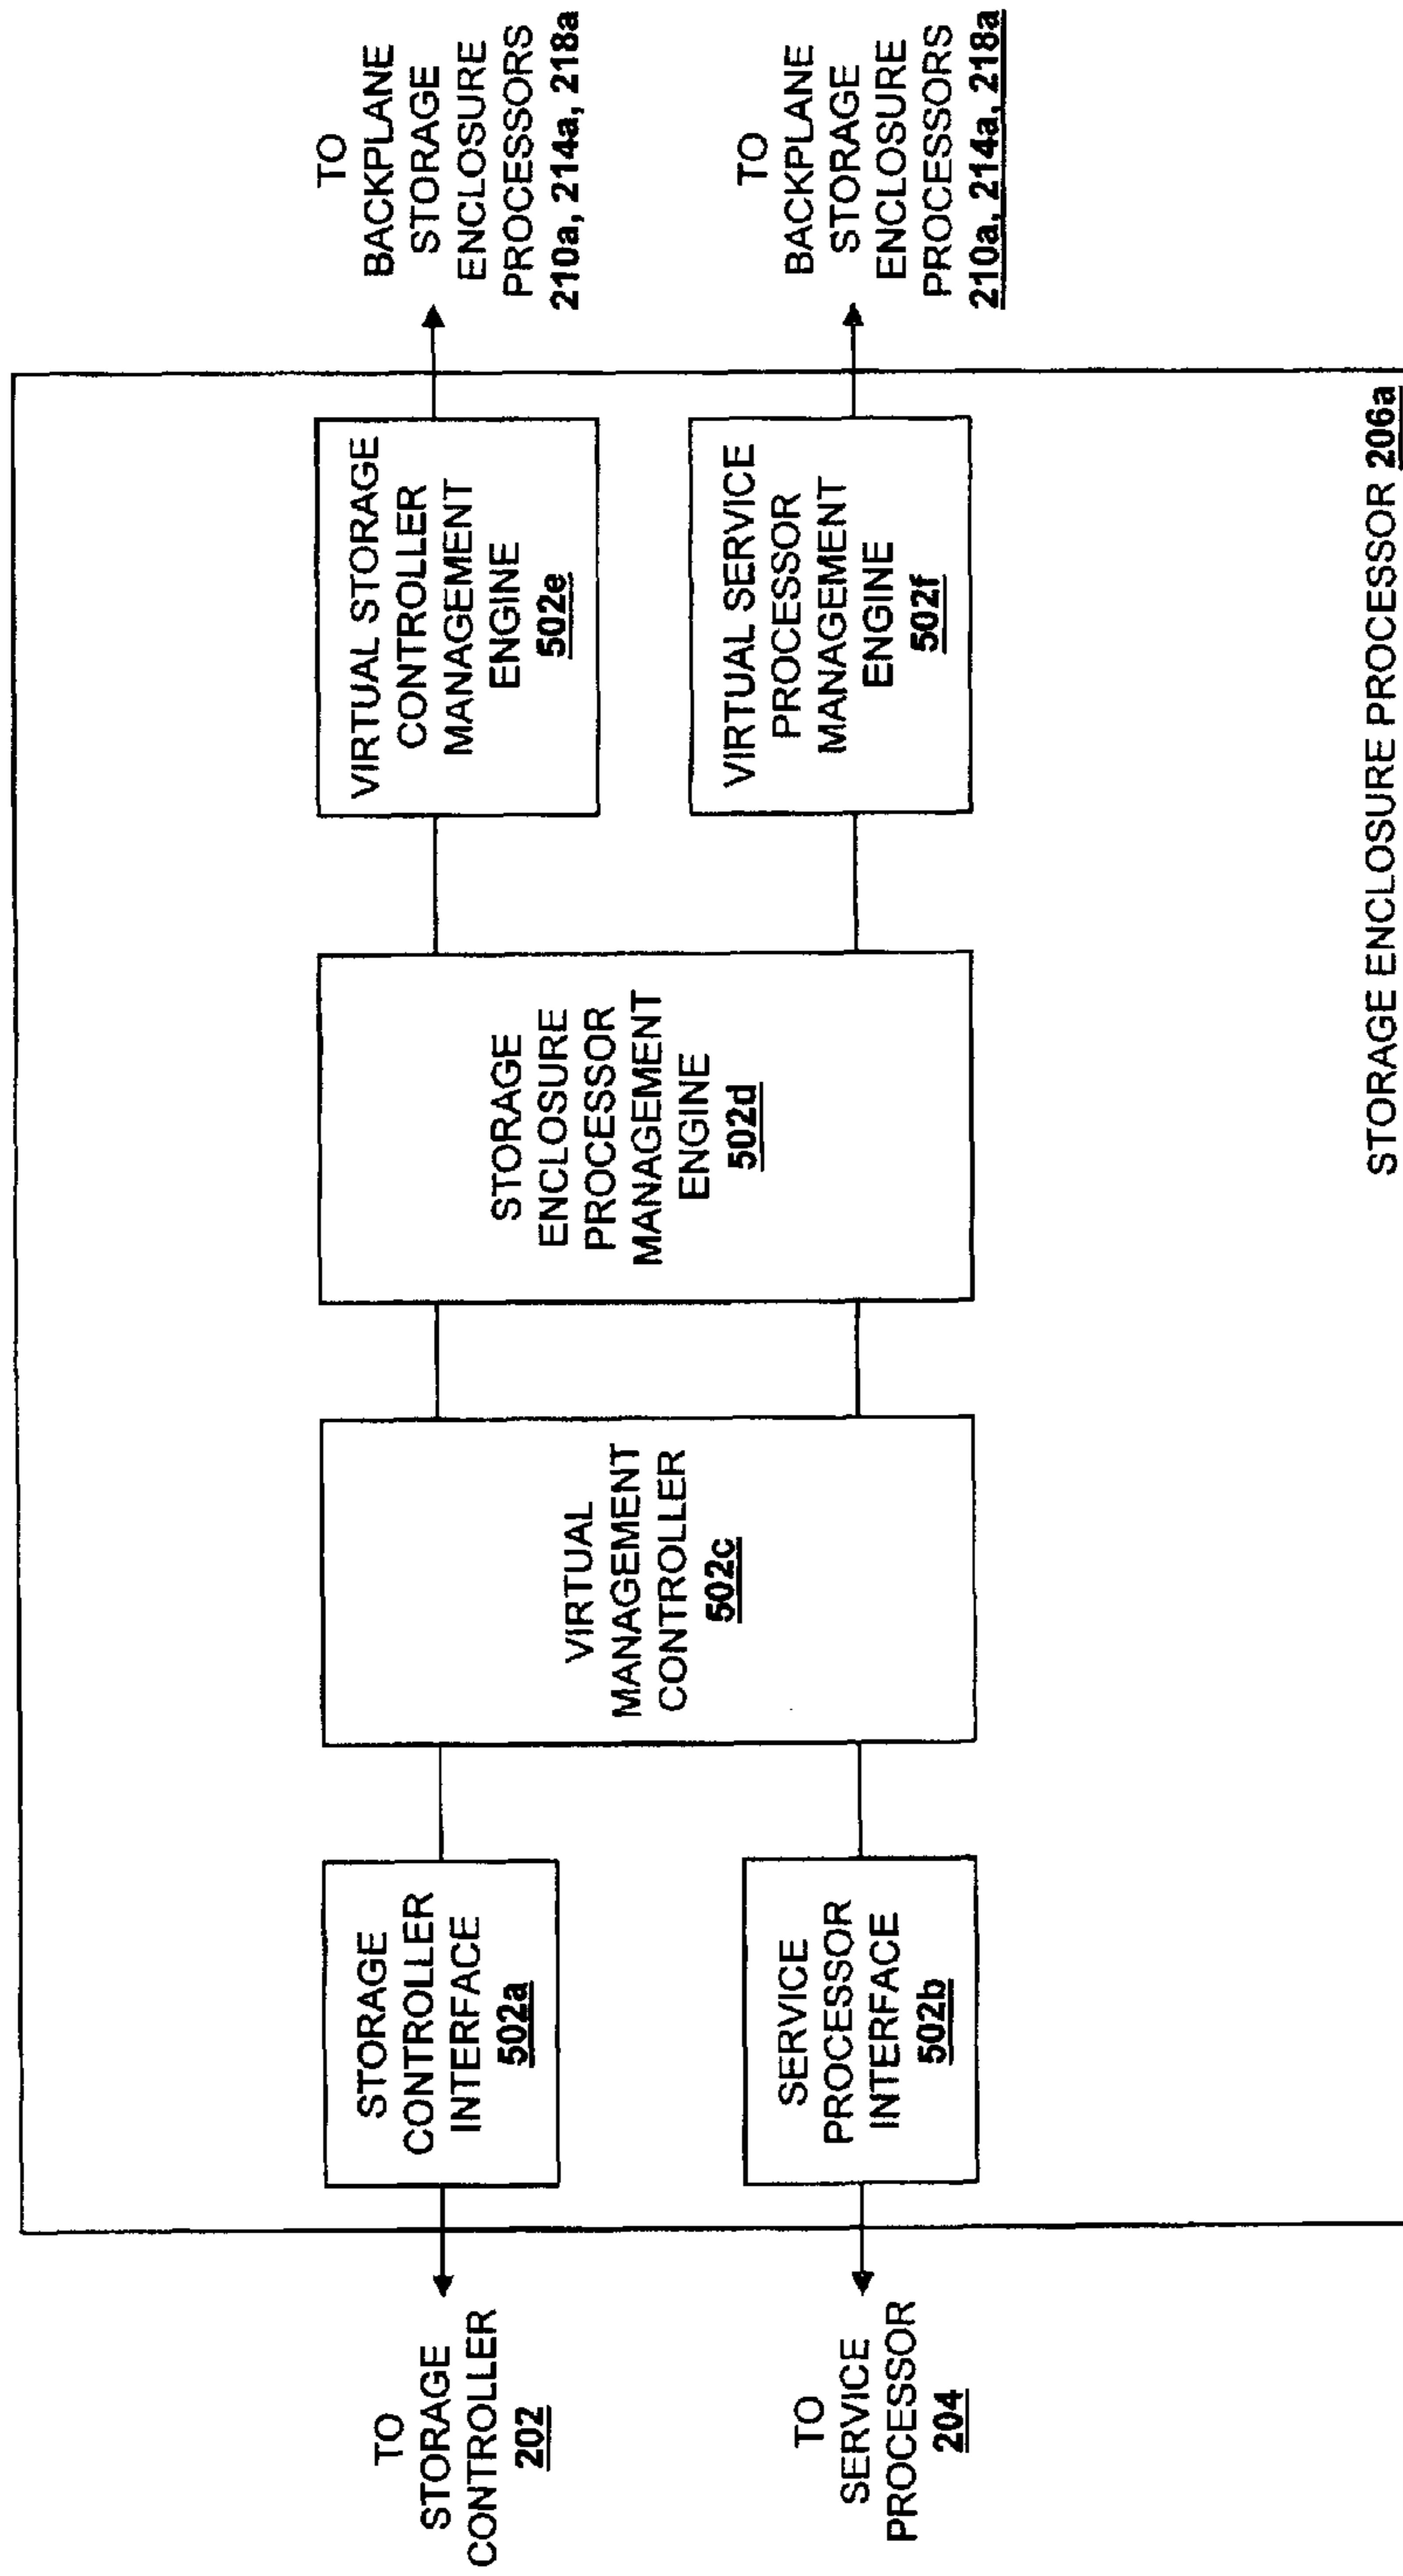 TO
STORAGE
CONTROLLER
202
TO
SERVICE
PROCESSOR
204
STORAGE
CONTROLLER
INTERFACE
502a
SERVICE
PROCESSOR
INTERFACE
502b
VIRTUAL
MANAGEMENT
CONTROLLER
502c
STORAGE
ENCLOSURE
PROCESSOR
MANAGEMENT
ENGINE
502d
VIRTUAL STORAGE
CONTROLLER
MANAGEMENT
ENGINE
502e
VIRTUAL SERVICE
PROCESSOR
MANAGEMENT
ENGINE
502f
TO
BACKPLANE
STORAGE
ENCLOSURE
PROCESSORS
210a, 214a, 218a
TO
BACKPLANE
STORAGE
ENCLOSURE
PROCESSORS
210a, 214a, 218a
STORAGE ENCLOSURE PROCESSOR 206a